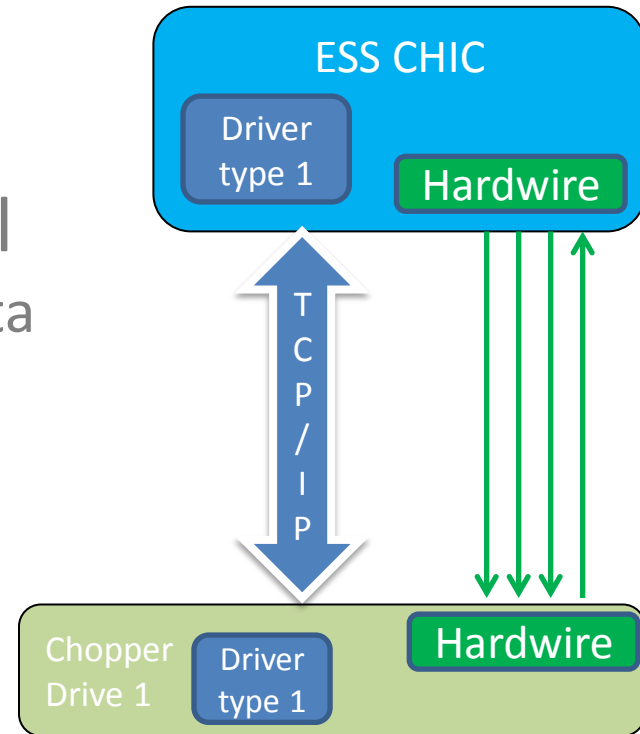 ESS CHIC
Driver
type 1
Hardwire
T
C
P
/
I
P
Hardwire
Chopper
Drive 1
Driver
type 1